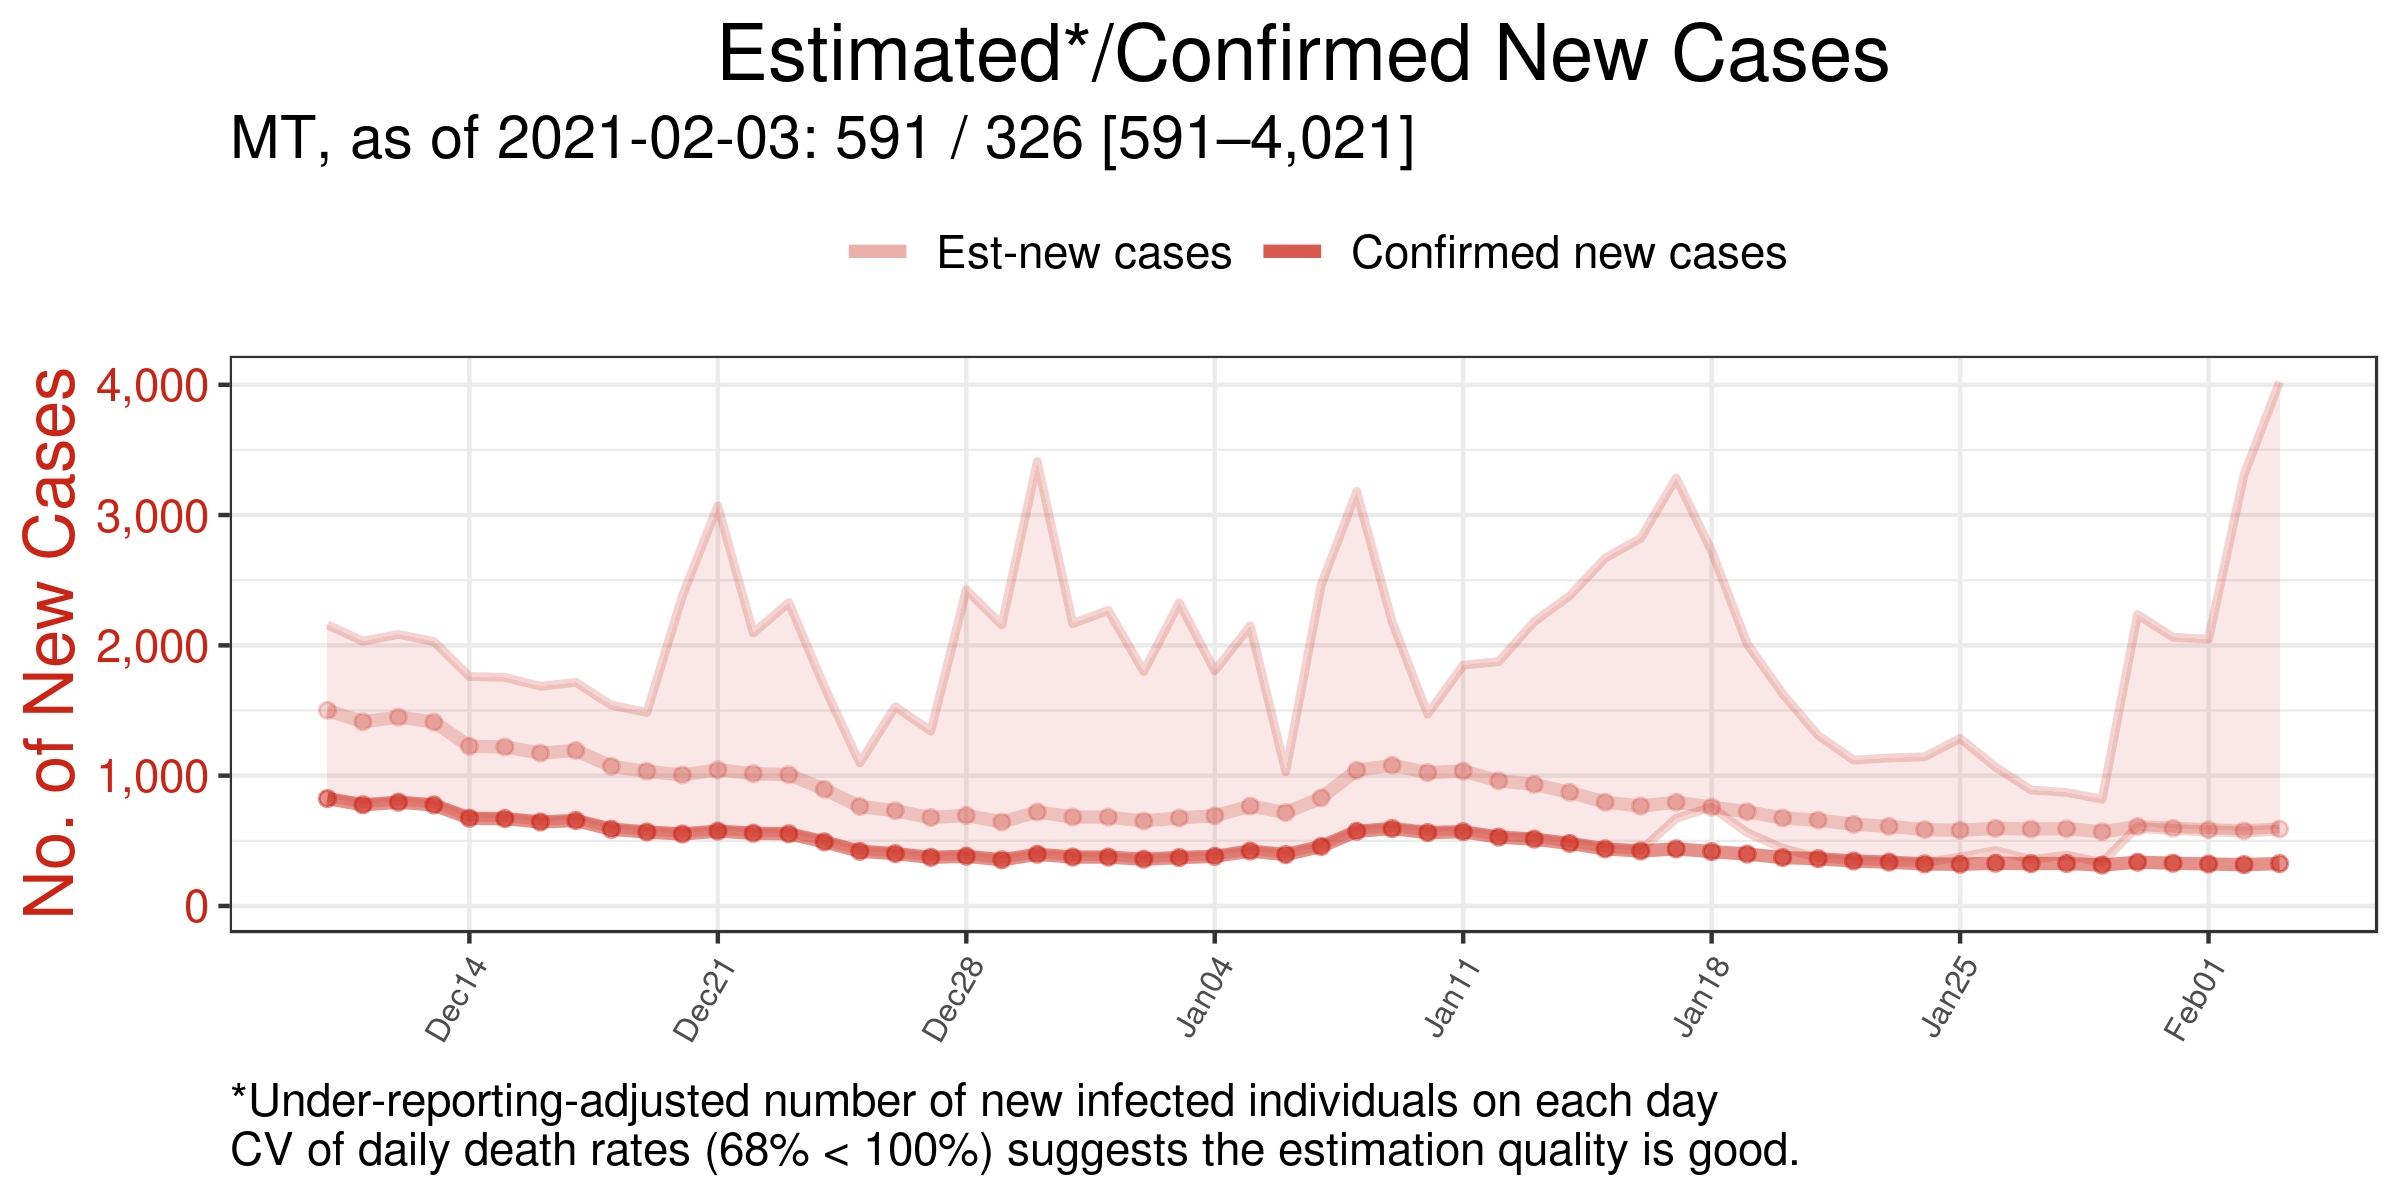 Estimated*/Confirmed New Cases
MT, as of 2021-02-03: 591 / 326 [591–4,021]
Est-new cases
Confirmed new cases
No. of New Cases
4,000
3,000
2,000
1,000
0
Dec14
Dec21
Dec28
Jan04
Jan11
Jan18
Jan25
Feb01
*Under-reporting-adjusted number of new infected individuals on each day
CV of daily death rates (68% < 100%) suggests the estimation quality is good.